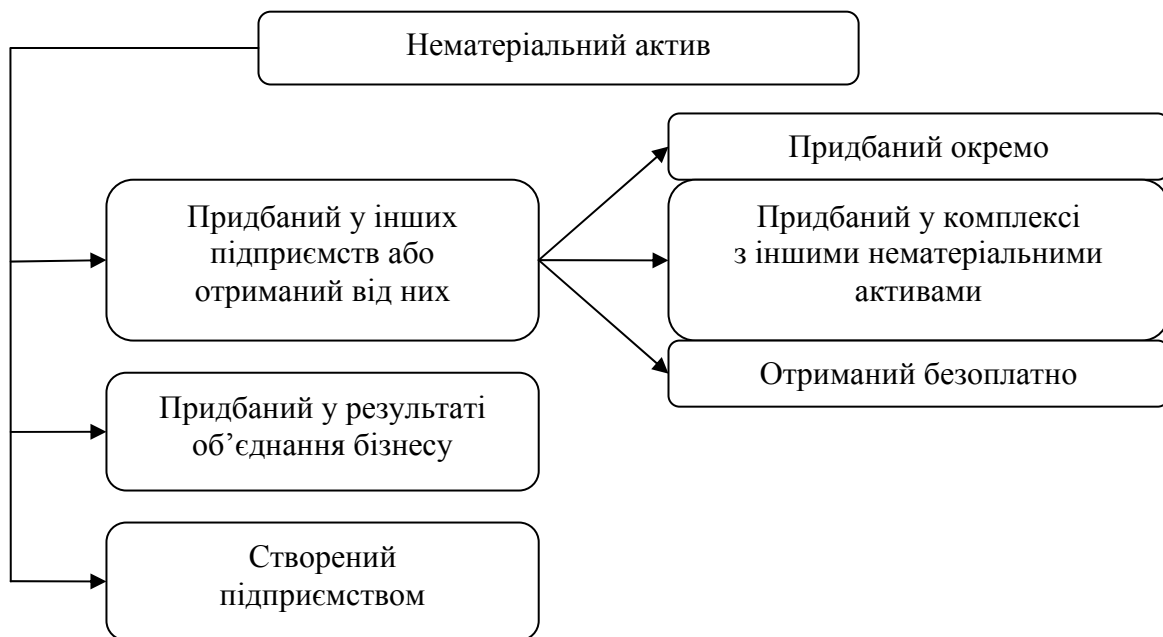 Нематеріальний актив
Придбаний окремо
Придбаний у інших
підприємств або
отриманий від них
Придбаний у комплексі
з іншими нематеріальними
активами
Отриманий безоплатно
Придбаний у результаті
об’єднання бізнесу
Створений
підприємством